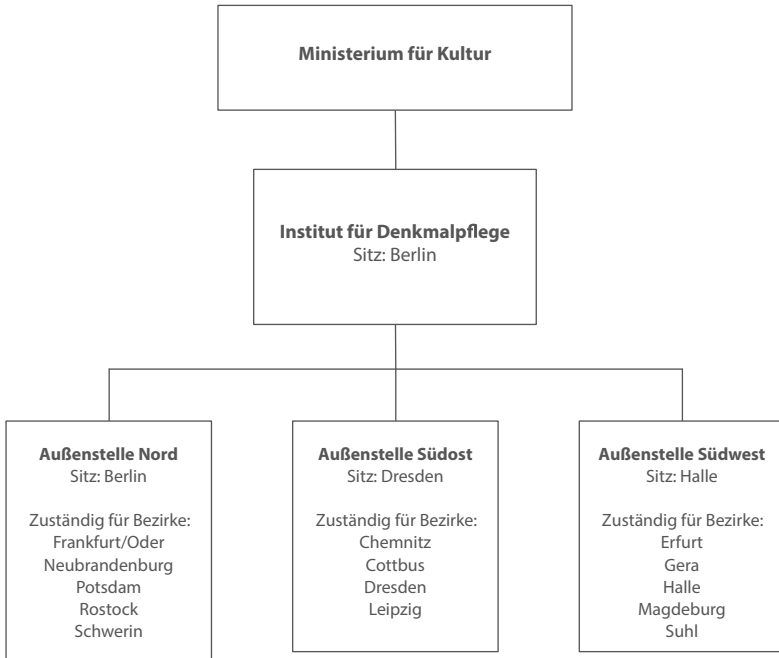 Ministerium für Kultur
Institut für Denkmalpflege
Sitz: Berlin
Außenstelle Nord
Sitz: Berlin
Zuständig für Bezirke:
Frankfurt/Oder
Neubrandenburg
Potsdam
Rostock
Schwerin
Außenstelle Südost
Sitz: Dresden
Zuständig für Bezirke:
Chemnitz
Cottbus
Dresden
Leipzig
Außenstelle Südwest
Sitz: Halle
Zuständig für Bezirke:
Erfurt
Gera
Halle
Magdeburg
Suhl